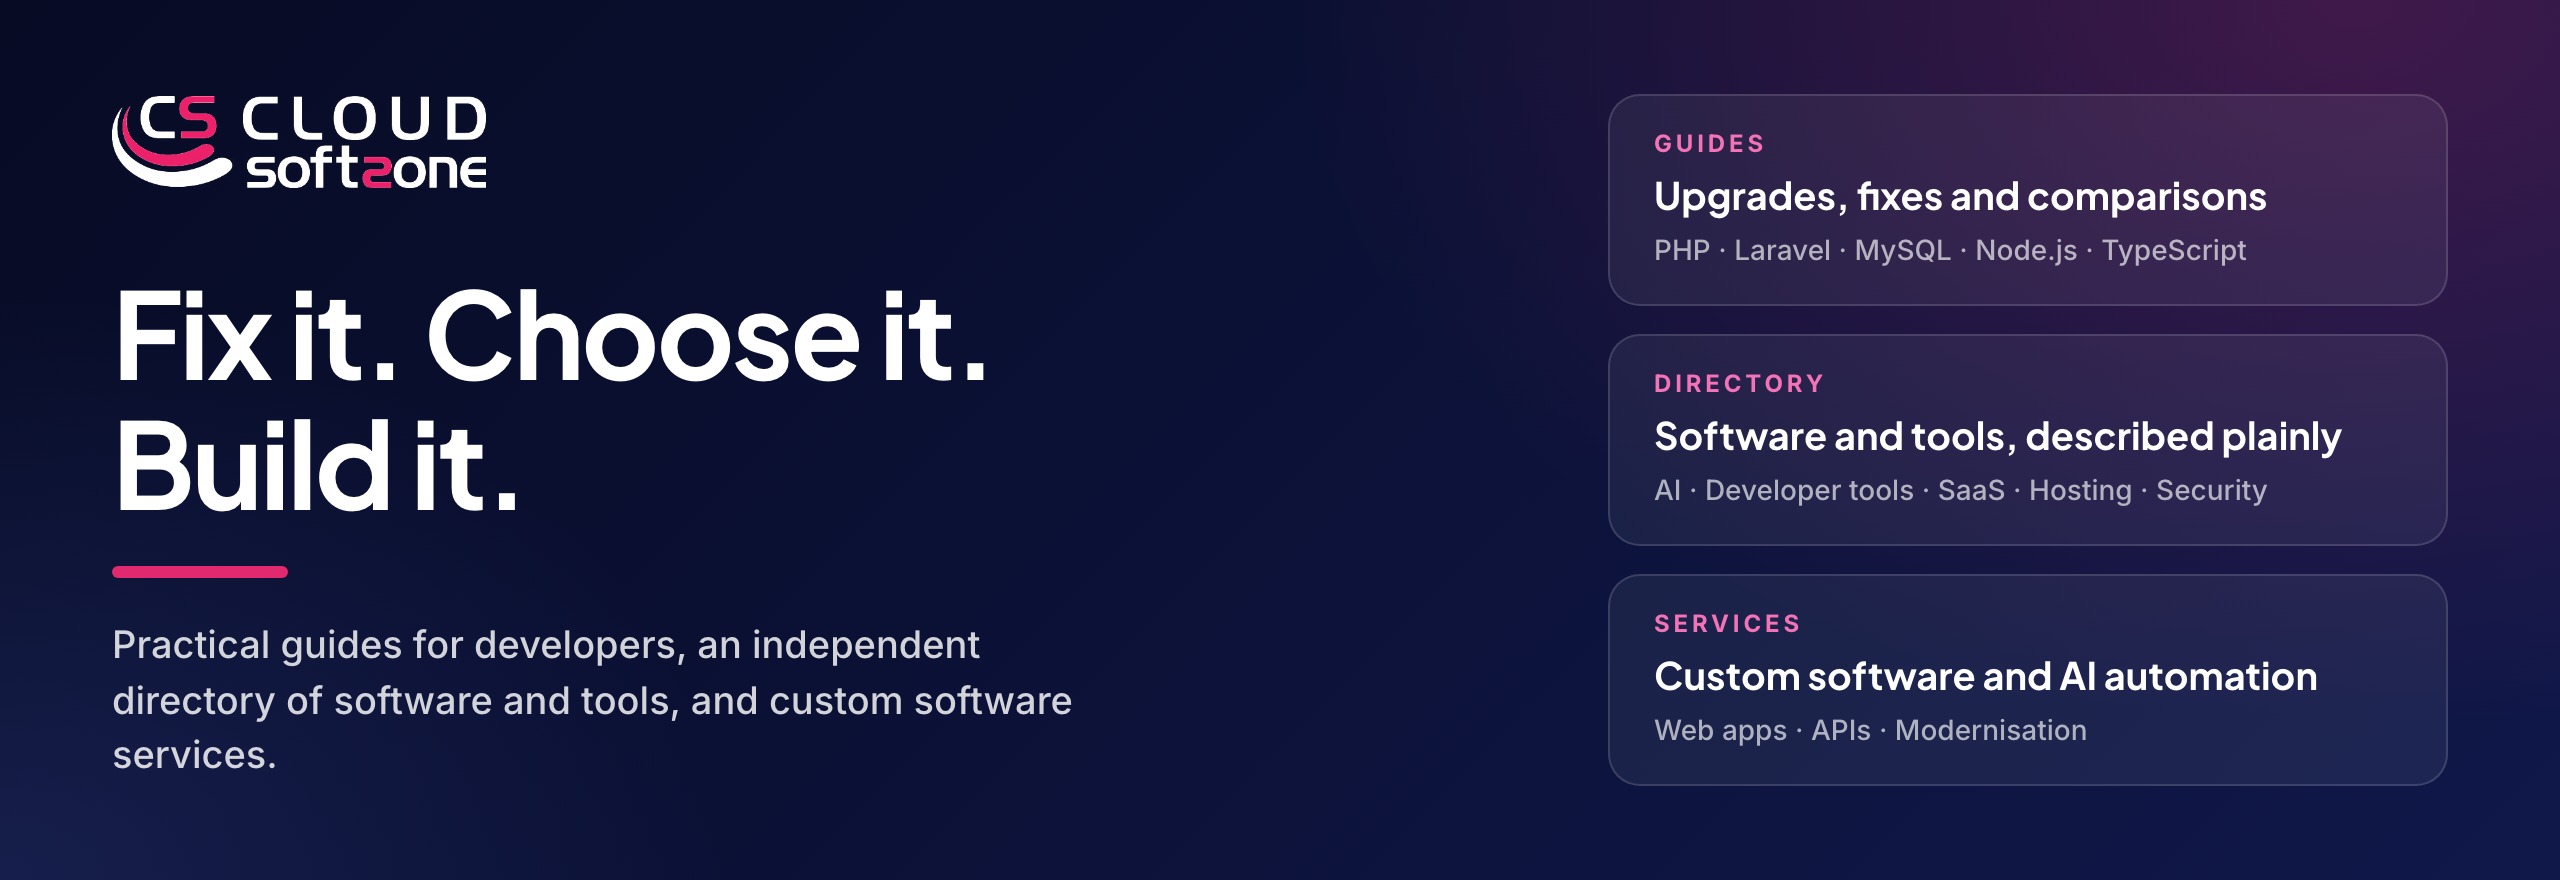 CS CLOUD
softzone
Fix it. Choose it.
Build it.
Practical guides for developers, an independent
directory of software and tools, and custom software
services.
GUIDES
Upgrades, fixes and comparisons
PHP · Laravel · MySQL · Node.js · TypeScript
DIRECTORY
Software and tools, described plainly
AI · Developer tools · SaaS · Hosting · Security
SERVICES
Custom software and AI automation
Web apps · APIs · Modernisation